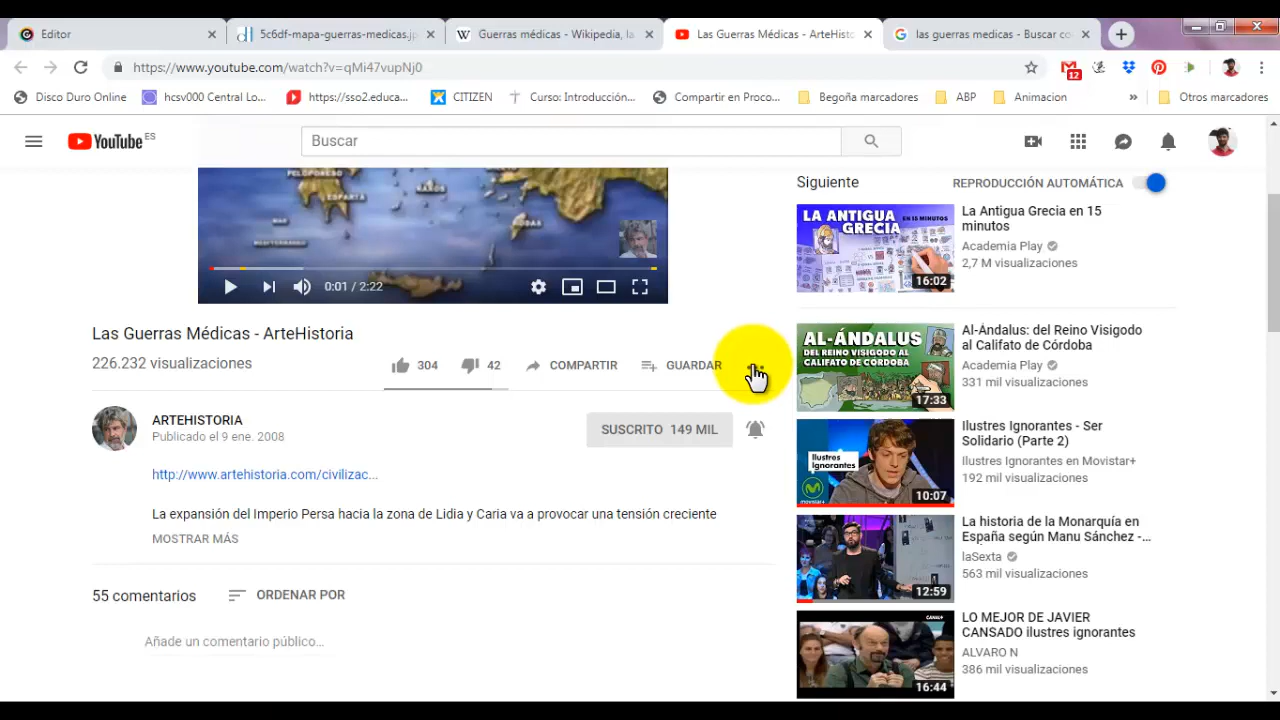 Editor
5c6df-mapa-guerras-medicas.j
Guerras
Wikipedia, la
Las Guerras Médicas - ArteHisto
las guerras medicas - Buscar co
https://www.youtube.com/watch?v=qMi47vupNj0
12
Disco Duro Online
hcsv000 Central Lo...
https://sso2.educa...
CITIZEN
Curso: Introducción...
Compartir en Proco...
Begoña marcadores
ABP
Animacion
»
Otros marcadores
YouTube ES
Buscar
PELOPONESO
ESPARTA
NAXOS
RODAS
MAR
MEDITERRANEO
0:01 / 2:22
Las Guerras Médicas - ArteHistoria
226.232 visualizaciones
304
42
COMPARTIR
GUARDAR
ARTEHISTORIA
Publicado el 9 ene. 2008
SUSCRITO 149 MIL
http://www.artehistoria.com/civilizac...
La expansión del Imperio Persa hacia la zona de Lidia y Caria va a provocar una tensión creciente
MOSTRAR MÁS
55 comentarios
ORDENAR POR
Añade un comentario público...
Siguiente
REPRODUCCIÓN AUTOMÁTICA
LA ANTIGUA
GRECIA
EN 15
MINUTOS
16:02
La Antigua Grecia en 15
minutos
Academia Play
2,7 M visualizaciones
AL-ÁNDALUS
DEL REINO VISIGODO AL
CALIFATO DE CÓRDOBA
17:33
Al-Ándalus: del Reino Visigodo
al Califato de Córdoba
Academia Play
331 mil visualizaciones
Ilustres
Ignorantes
movistar+
10:07
Ilustres Ignorantes - Ser
Solidario (Parte 2)
Ilustres Ignorantes en Movistar+
192 mil visualizaciones
12:59
La historia de la Monarquía en
España según Manu Sánchez -...
laSexta
563 mil visualizaciones
CANAL+
16:44
LO MEJOR DE JAVIER
CANSADO ilustres ignorantes
ALVARO N
386 mil visualizaciones